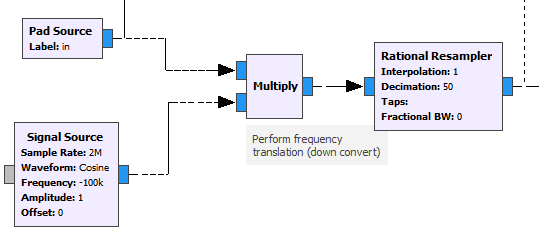 Pad Source
Label: in
Multiply
Rational Resampler
Interpolation: 1
Decimation: 50
Taps:
Fractional BW: 0
Perform frequency
translation (down convert)
Signal Source
Sample Rate: 2M
Waveform: Cosine
Frequency: -100k
Amplitude: 1
Offset: 0